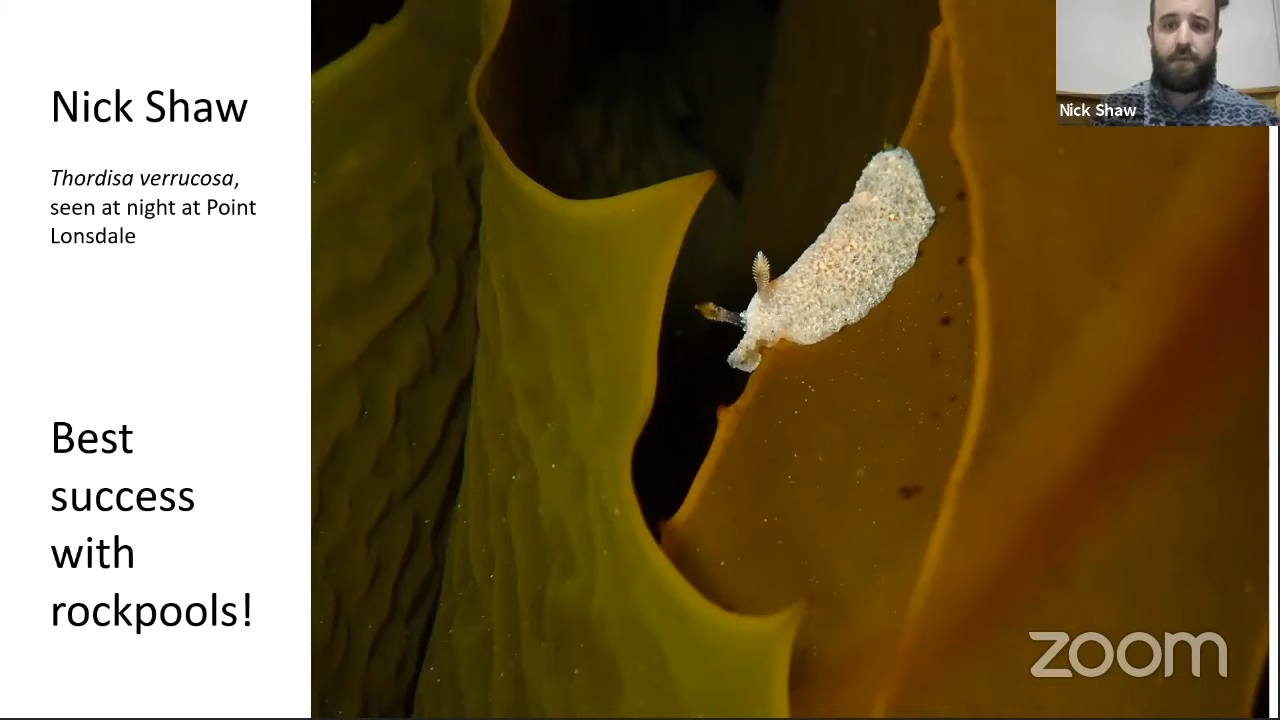 Nick Shaw
Thordisa verrucosa,
seen at night at Point
Lonsdale
Best
success
with
rockpools!
Nick Shaw
zoom